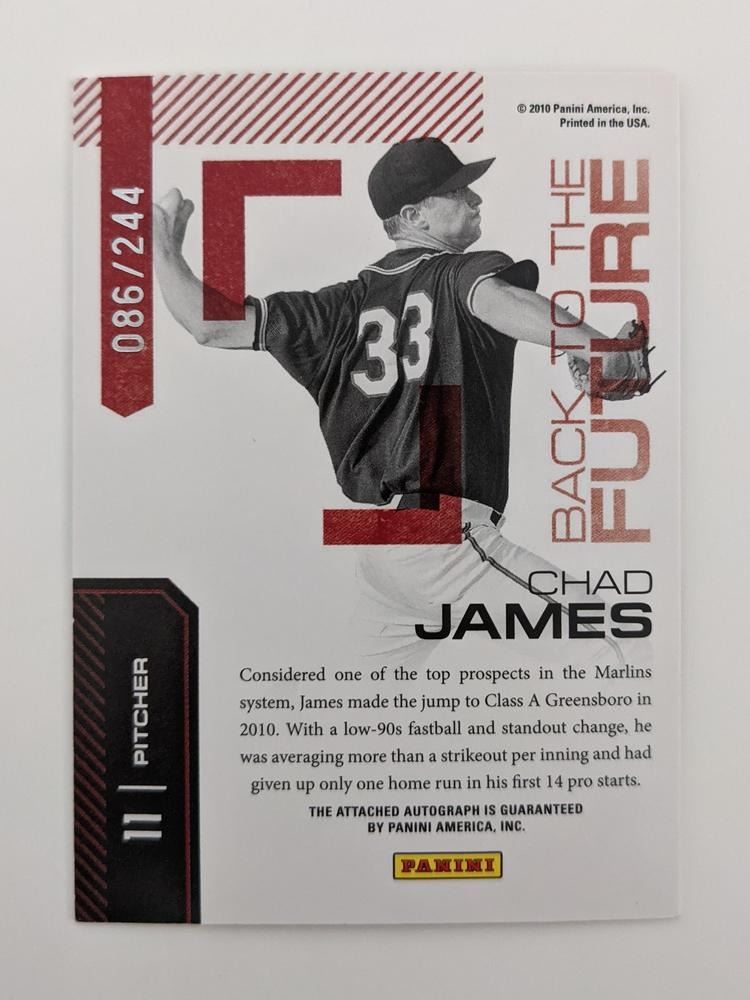 © 2010 Panini America, Inc.
Printed in the USA.
086/244
33
BACK TO THE
FUTURE
CHAD
JAMES
Considered one of the top prospects in the Marlins
system, James made the jump to Class A Greensboro in
2010. With a low-90s fastball and standout change, he
was averaging more than a strikeout per inning and had
given up only one home run in his first 14 pro starts.
THE ATTACHED AUTOGRAPH IS GUARANTEED
BY PANINI AMERICA, INC.
11 | PITCHER
PANINI